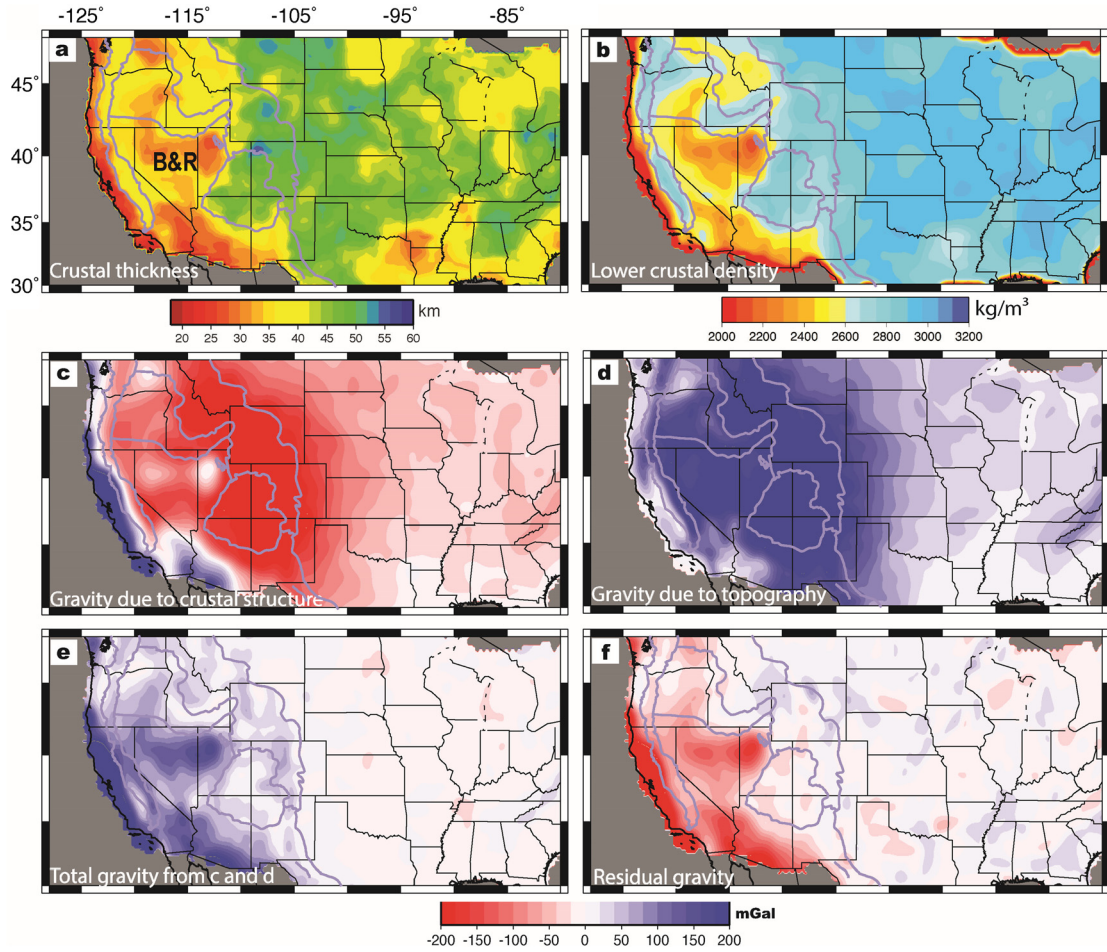 -125° -115° -105° -95° -85°
a
b
45°
40°
35°
30°
B&R
Crustal thickness
Lower crustal density
km
20 25 30 35 40 45 50 55 60
kg/m³
2000 2200 2400 2600 2800 3000 3200
c
d
Gravity due to crustal structure
Gravity due to topography
e
f
Total gravity from c and d
Residual gravity
mGal
-200 -150 -100 -50 0 50 100 150 200